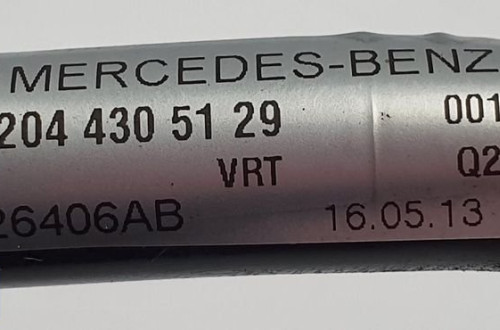 MERCEDES-BENZ
204 430 51 29 001
VRT Q2
26406AB 16.05.13